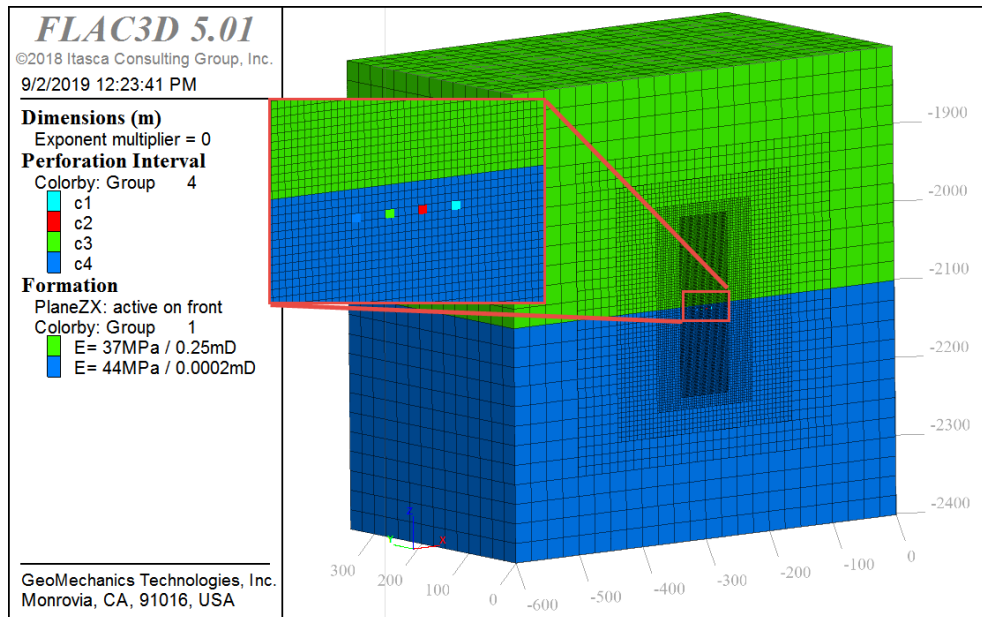 FLAC3D 5.01
©2018 Itasca Consulting Group, Inc.
9/2/2019 12:23:41 PM
Dimensions (m)
Exponent multiplier = 0
Perforation Interval
Colorby: Group 4
c1
c2
c3
c4
Formation
PlaneZX: active on front
Colorby: Group 1
E= 37MPa / 0.25mD
E= 44MPa / 0.0002mD
GeoMechanics Technologies, Inc.
Monrovia, CA, 91016, USA
-1900
-2000
-2100
-2200
-2300
-2400
Z
Y
X
300
200
100
0
-600
-500
-400
-300
-200
-100
0